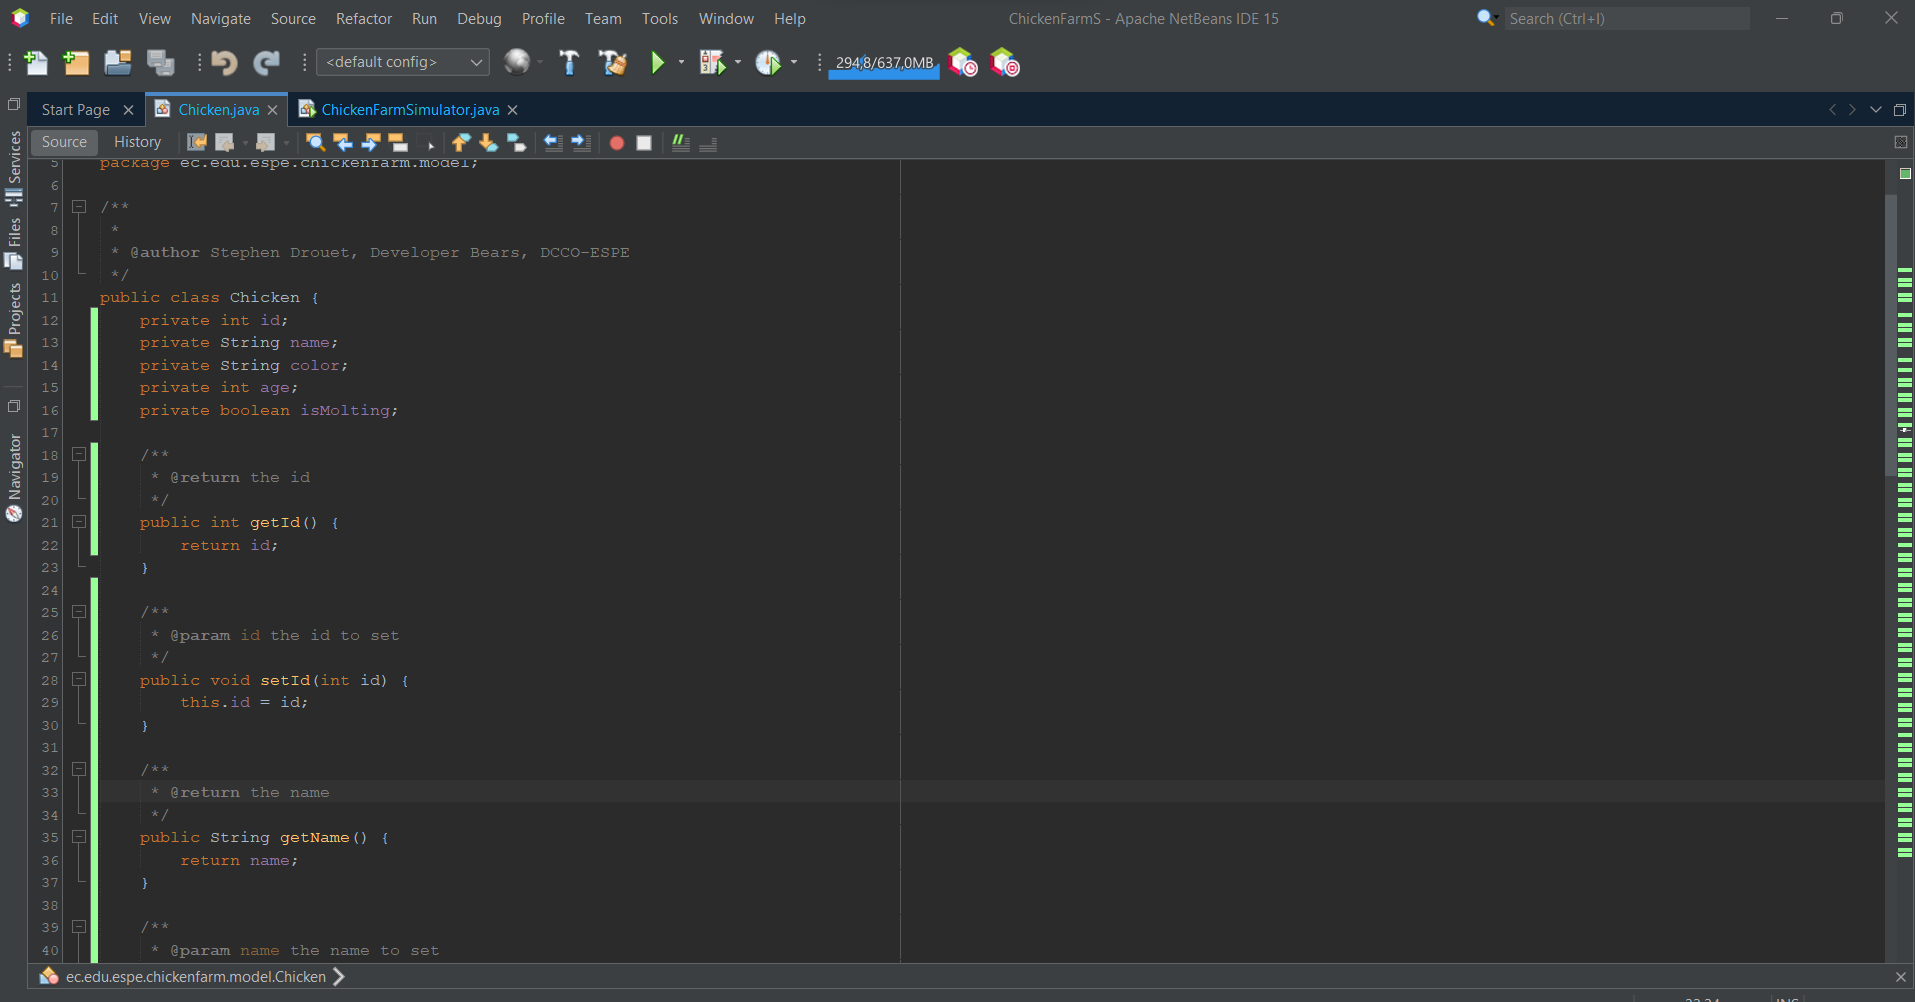 File Edit View Navigate Source Refactor Run Debug Profile Team Tools Window Help
ChickenFarmS - Apache NetBeans IDE 15
Search (Ctrl+I)
<default config>
294,8/637,0MB
Start Page
Chicken.java
ChickenFarmSimulator.java
Source History
Services
Files
Projects
Navigator
5 package ec.edu.espe.chickenfarm.model;
6
7 /**
8 *
9 * @author Stephen Drouet, Developer Bears, DCCO-ESPE
10 */
11 public class Chicken {
12 private int id;
13 private String name;
14 private String color;
15 private int age;
16 private boolean isMolting;
17
18 /**
19 * @return the id
20 */
21 public int getId() {
22 return id;
23 }
24
25 /**
26 * @param id the id to set
27 */
28 public void setId(int id) {
29 this.id = id;
30 }
31
32 /**
33 * @return the name
34 */
35 public String getName() {
36 return name;
37 }
38
39 /**
40 * @param name the name to set
ec.edu.espe.chickenfarm.model.Chicken